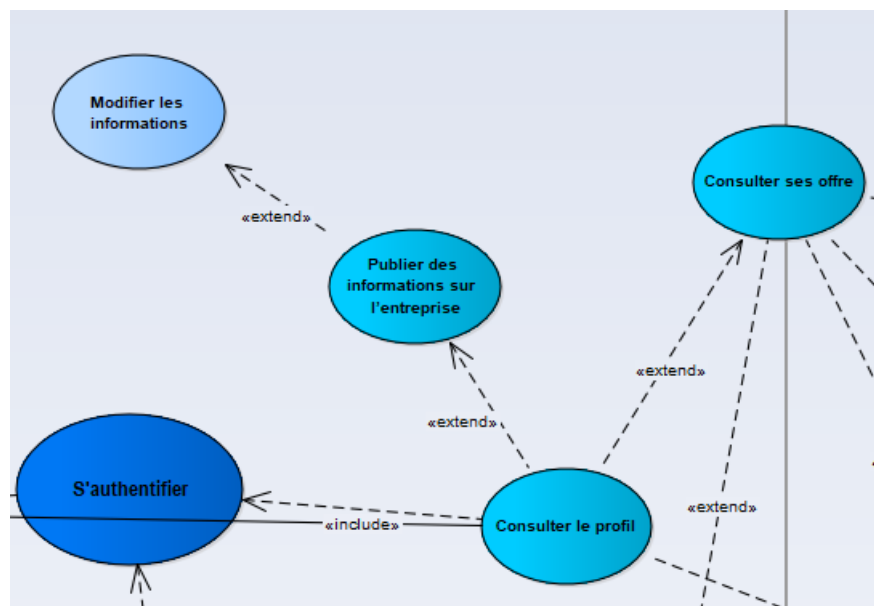 Modifier les
informations
Consulter ses offre
«extend»
Publier des
informations sur
l'entreprise
«extend»
«extend»
S'authentifier
«extend»
«include»
Consulter le profil